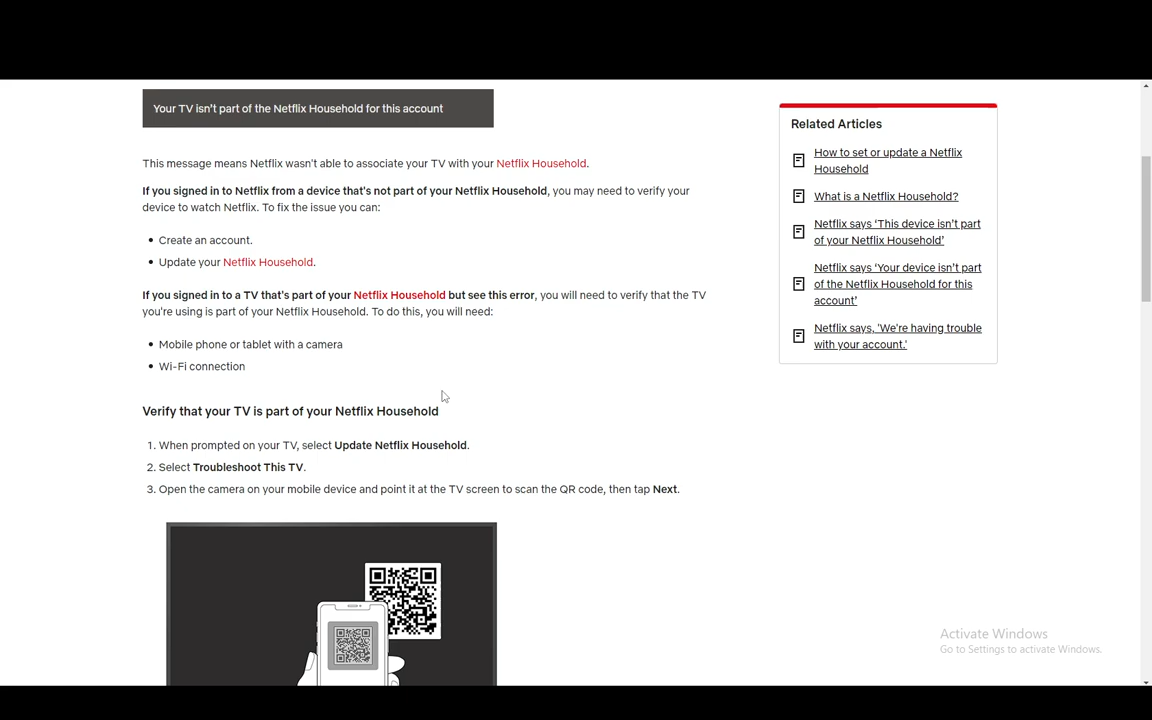 Your TV isn't part of the Netflix Household for this account
This message means Netflix wasn't able to associate your TV with your Netflix Household.
If you signed in to Netflix from a device that's not part of your Netflix Household, you may need to verify your
device to watch Netflix. To fix the issue you can:
• Create an account.
• Update your Netflix Household.
If you signed in to a TV that's part of your Netflix Household but see this error, you will need to verify that the TV
you're using is part of your Netflix Household. To do this, you will need:
• Mobile phone or tablet with a camera
• Wi-Fi connection
Verify that your TV is part of your Netflix Household
1. When prompted on your TV, select Update Netflix Household.
2. Select Troubleshoot This TV.
3. Open the camera on your mobile device and point it at the TV screen to scan the QR code, then tap Next.
Related Articles
How to set or update a Netflix
Household
What is a Netflix Household?
Netflix says ‘This device isn’t part
of your Netflix Household’
Netflix says ‘Your device isn’t part
of the Netflix Household for this
account’
Netflix says, 'We're having trouble
with your account.'
Activate Windows
Go to Settings to activate Windows.